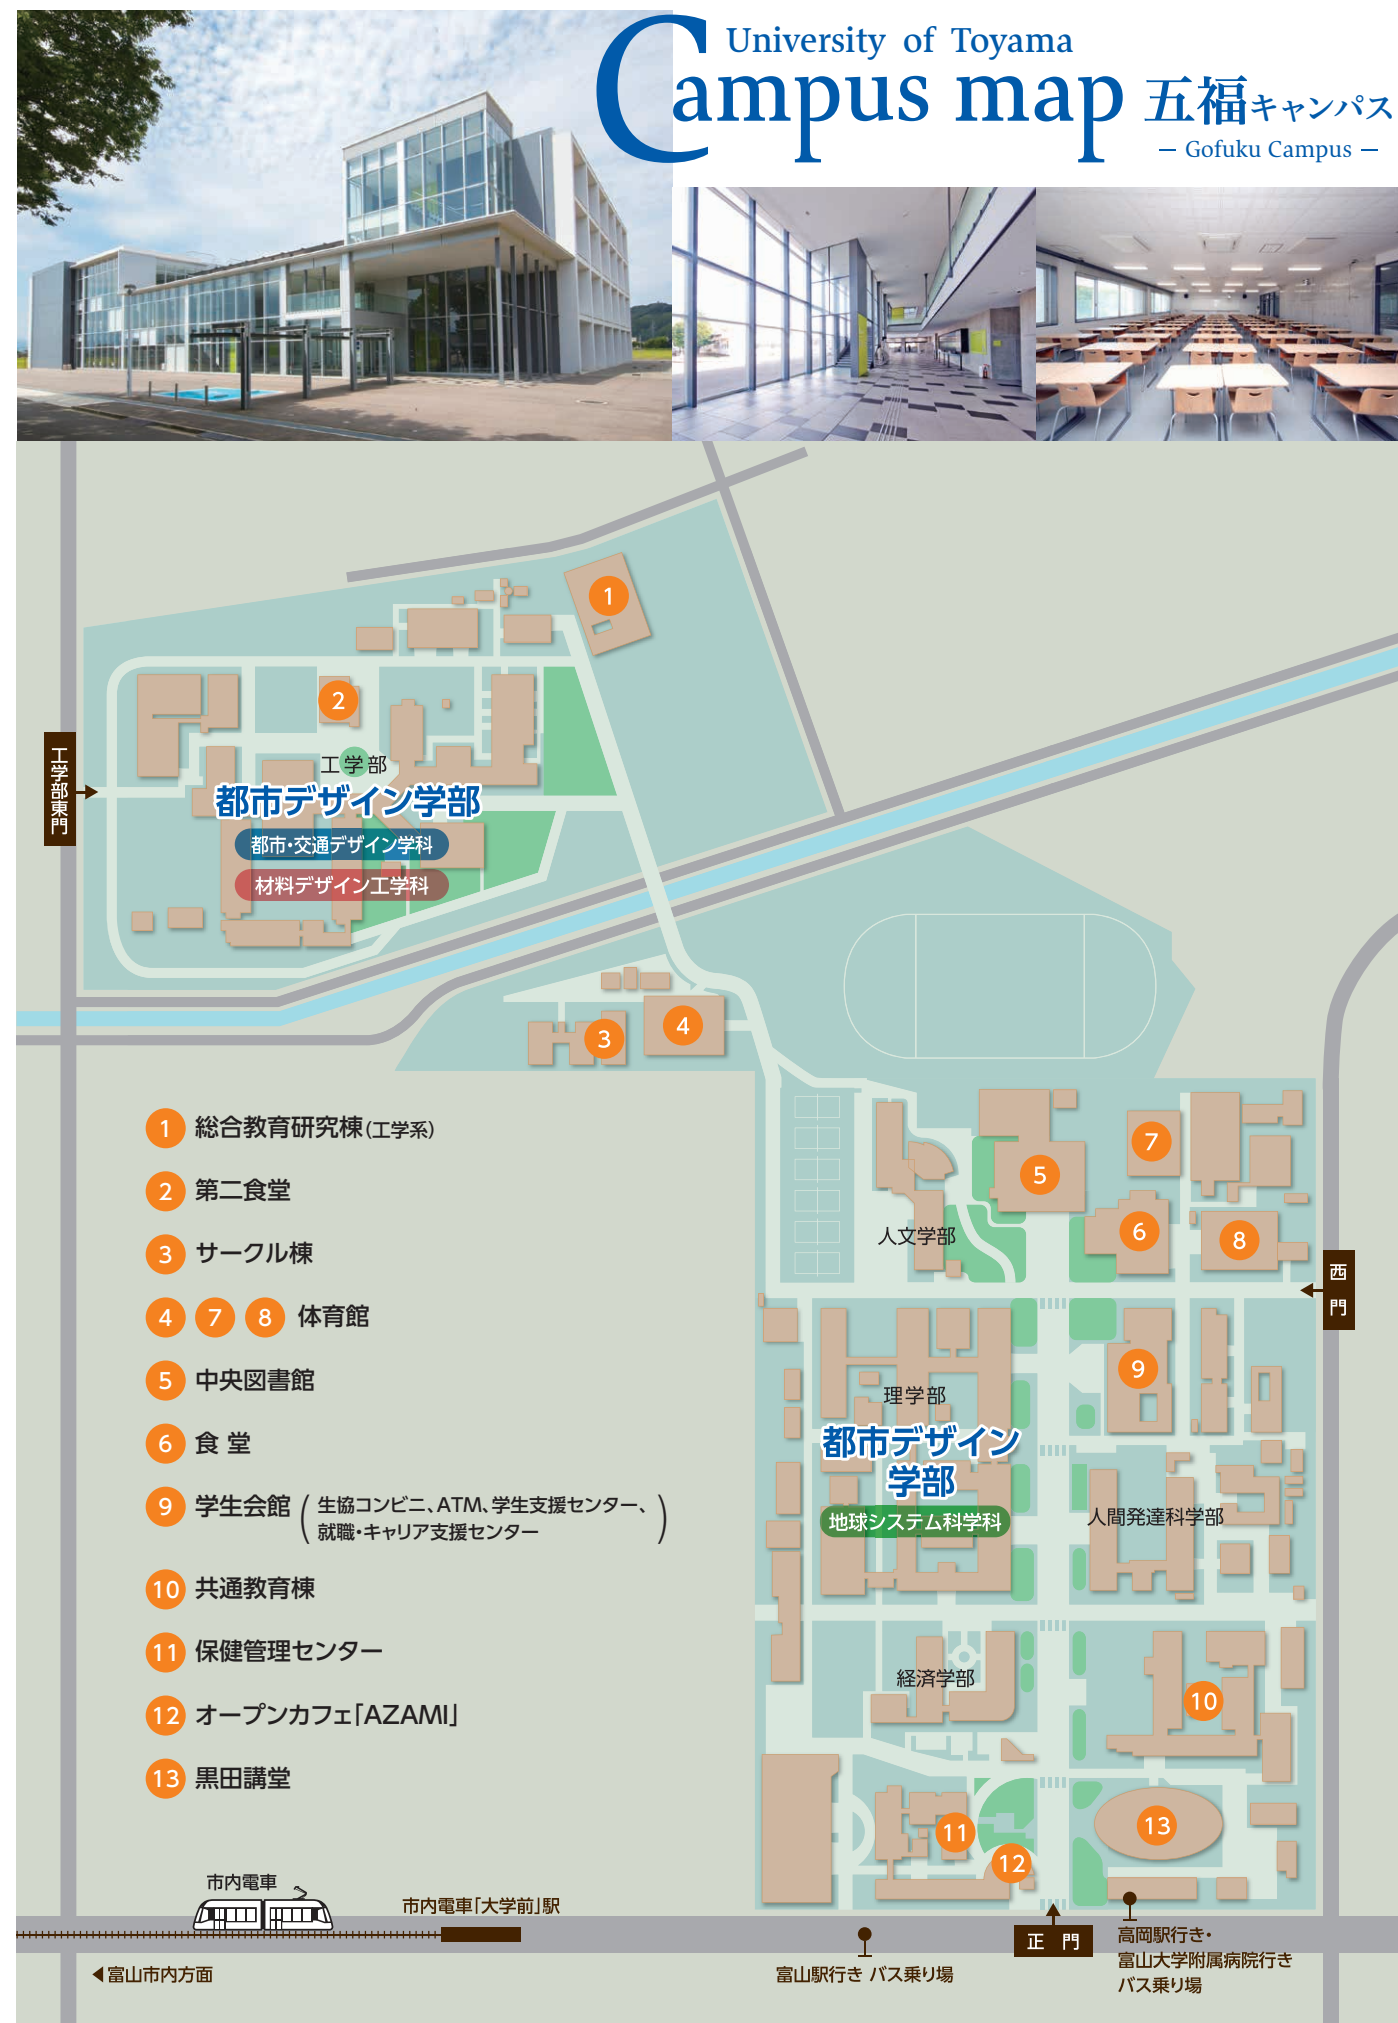 University of Toyama
Campus map 五福キャンパス
— Gofuku Campus —
1
2
工学部
都市デザイン学部
都市・交通デザイン学科
材料デザイン工学科
工学部東門
3
4
1 総合教育研究棟(工学系)
2 第二食堂
3 サークル棟
4 7 8 体育館
5 中央図書館
6 食 堂
9 学生会館 ( 生協コンビニ、ATM、学生支援センター、
就職・キャリア支援センター )
10 共通教育棟
11 保健管理センター
12 オープンカフェ「AZAMI」
13 黒田講堂
5
7
6
8
人文学部
西 門
9
理学部
都市デザイン
学部
地球システム科学科
人間発達科学部
経済学部
10
11
12
13
市内電車
市内電車「大学前」駅
◀富山市内方面
富山駅行き バス乗り場
正 門
高岡駅行き・
富山大学附属病院行き
バス乗り場